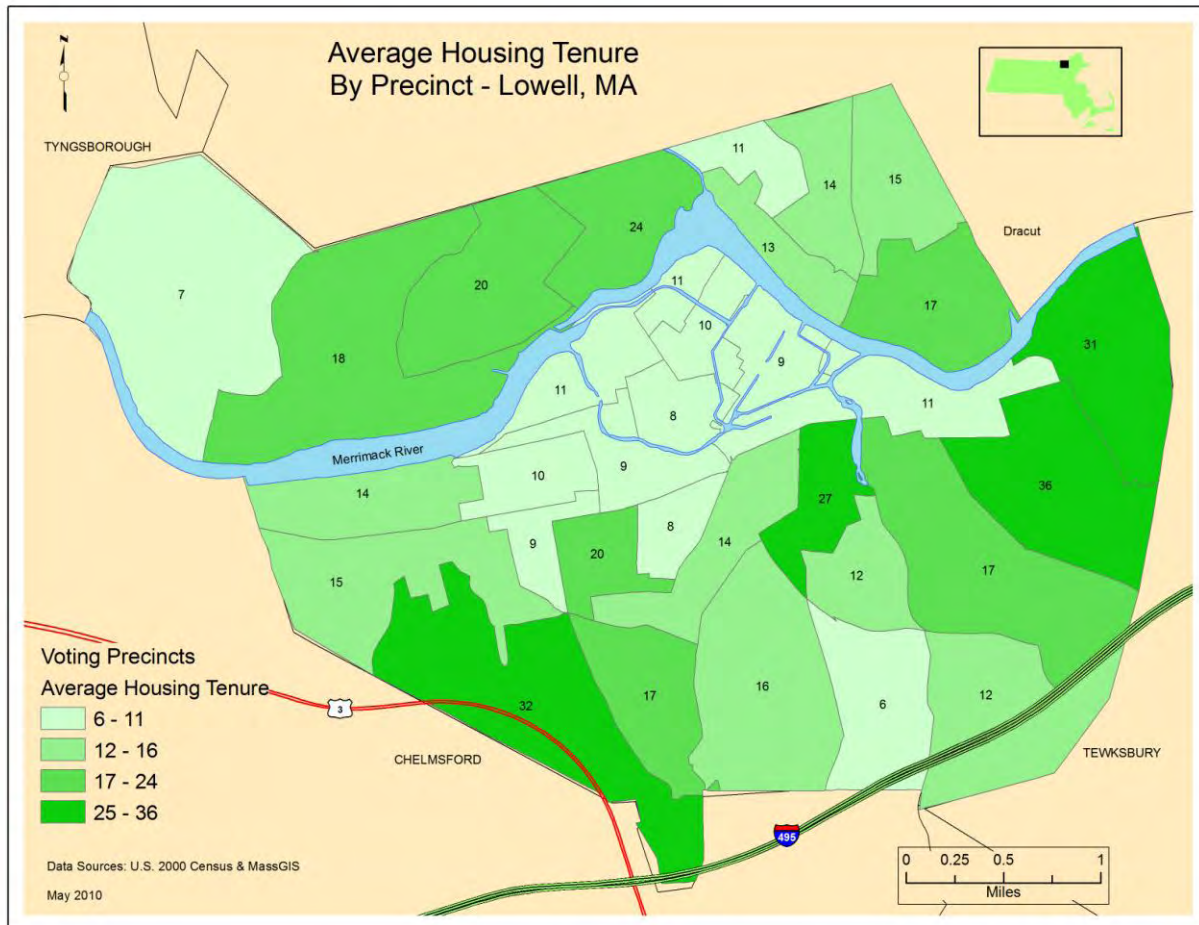 Average Housing Tenure
By Precinct - Lowell, MA
z
TYNGSBOROUGH
11
14
15
24
Dracut
13
20
11
7
17
10
31
18
9
11
11
8
Merrimack River
10
9
36
14
27
8
9
14
20
12
17
15
16
17
12
6
32
Voting Precincts
Average Housing Tenure
6 - 11
12 - 16
17 - 24
25 - 36
3
CHELMSFORD
TEWKSBURY
495
0 0.25 0.5 1
Miles
Data Sources: U.S. 2000 Census & MassGIS
May 2010